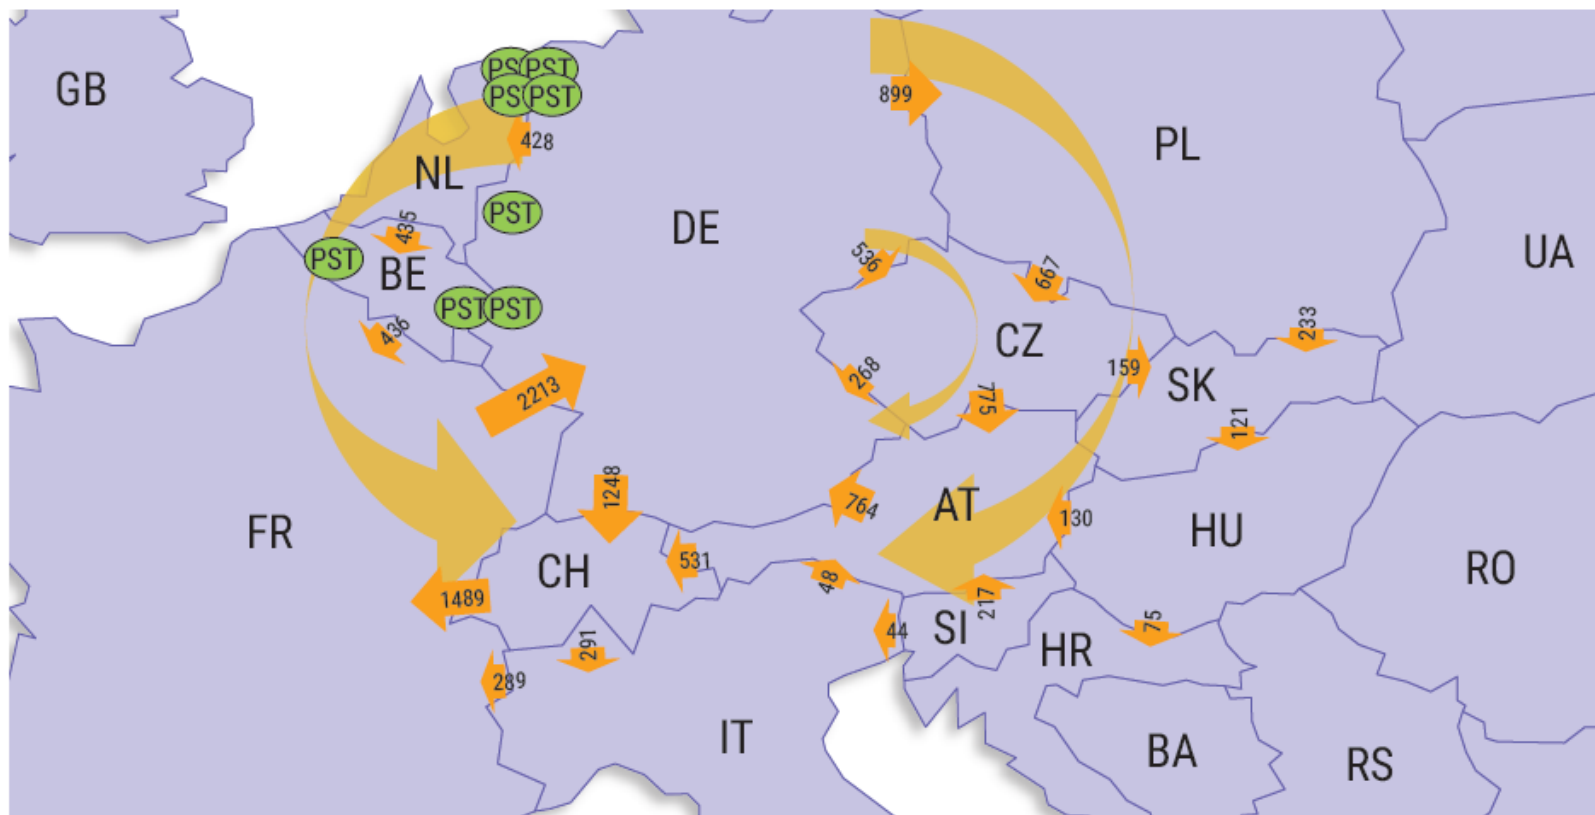 GB
PST
PST
PST
PST
899
428
PL
NL
PST
435
DE
PST
BE
536
667
UA
PST
PST
436
233
CZ
2213
268
159
SK
775
121
1248
764
AT
130
FR
HU
CH
531
RO
48
1489
217
44
SI
75
291
HR
289
IT
BA
RS